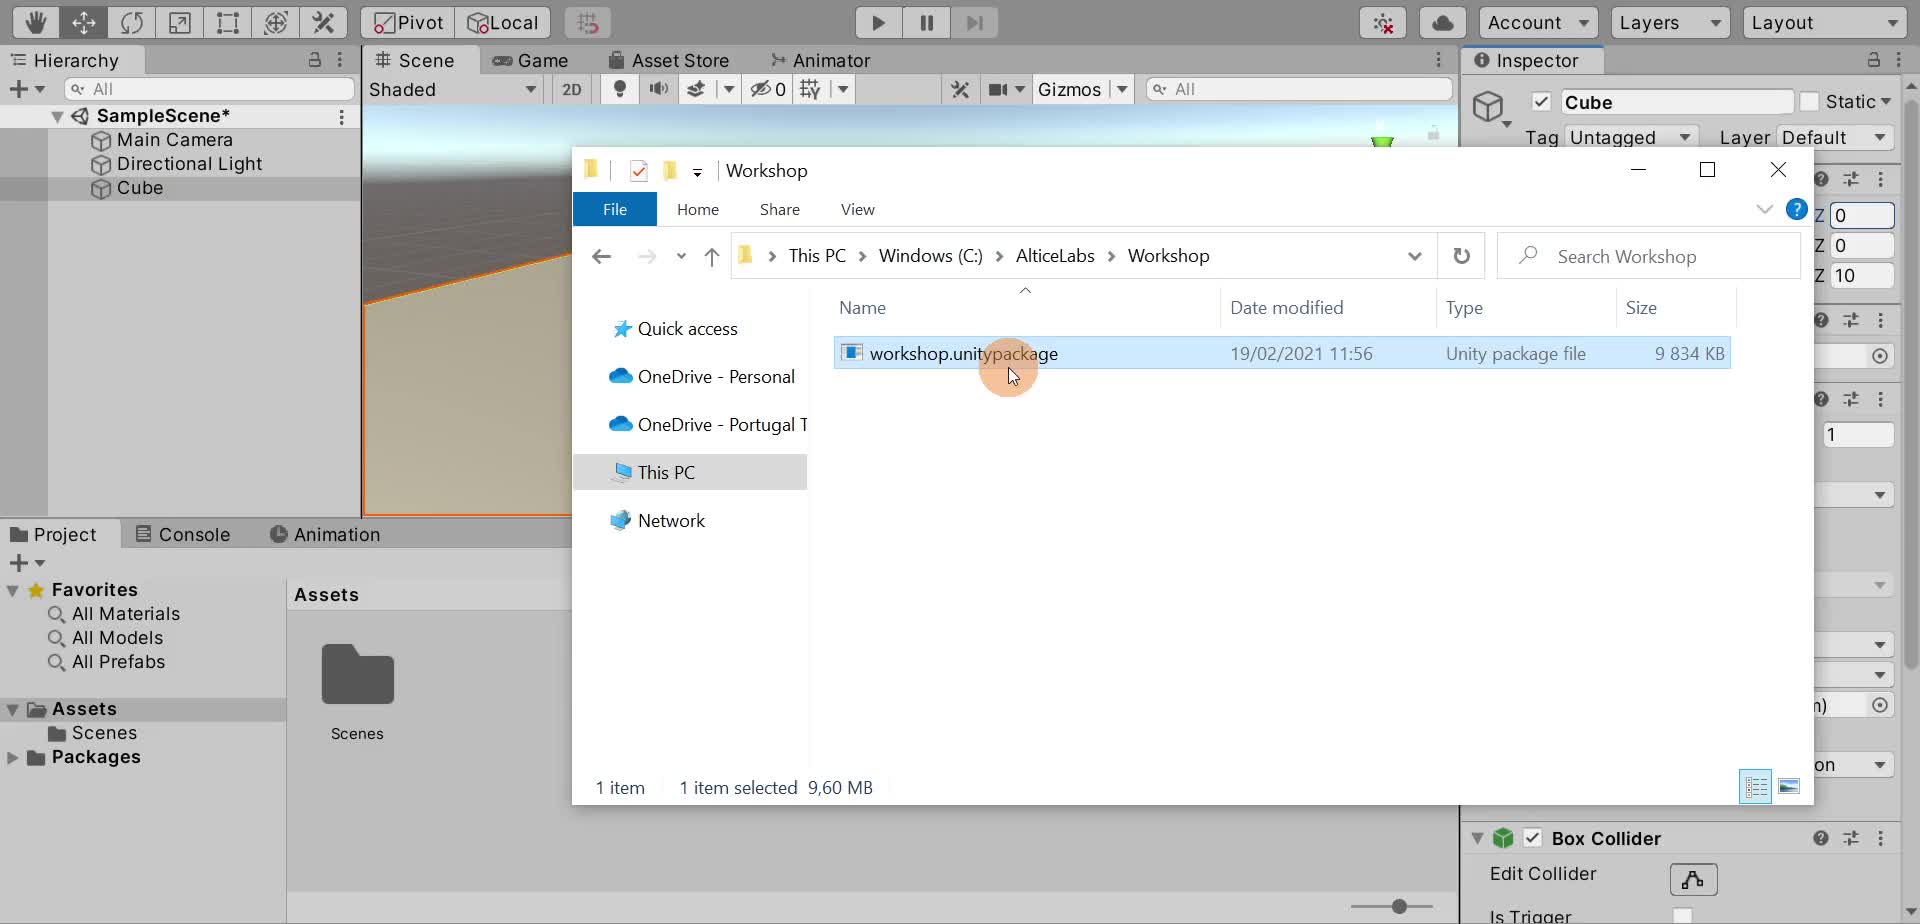 Pivot
Local
Account
Layers
Layout
Hierarchy
Scene
Game
Asset Store
Animator
Inspector
All
Shaded
2D
0
Gizmos
All
Cube
Static
SampleScene*
Main Camera
Directional Light
Cube
Tag Untagged
Layer Default
Workshop
File
Home
Share
View
Z 0
Z 0
Z 10
This PC
Windows (C:)
AlticeLabs
Workshop
Search Workshop
Name
Date modified
Type
Size
Quick access
workshop.unitypackage
19/02/2021 11:56
Unity package file
9 834 KB
OneDrive - Personal
OneDrive - Portugal T
1
This PC
Network
Project
Console
Animation
Favorites
All Materials
All Models
All Prefabs
Assets
Scenes
Packages
Assets
Scenes
m)
on
1 item
1 item selected 9,60 MB
Box Collider
Edit Collider
Is Trigger